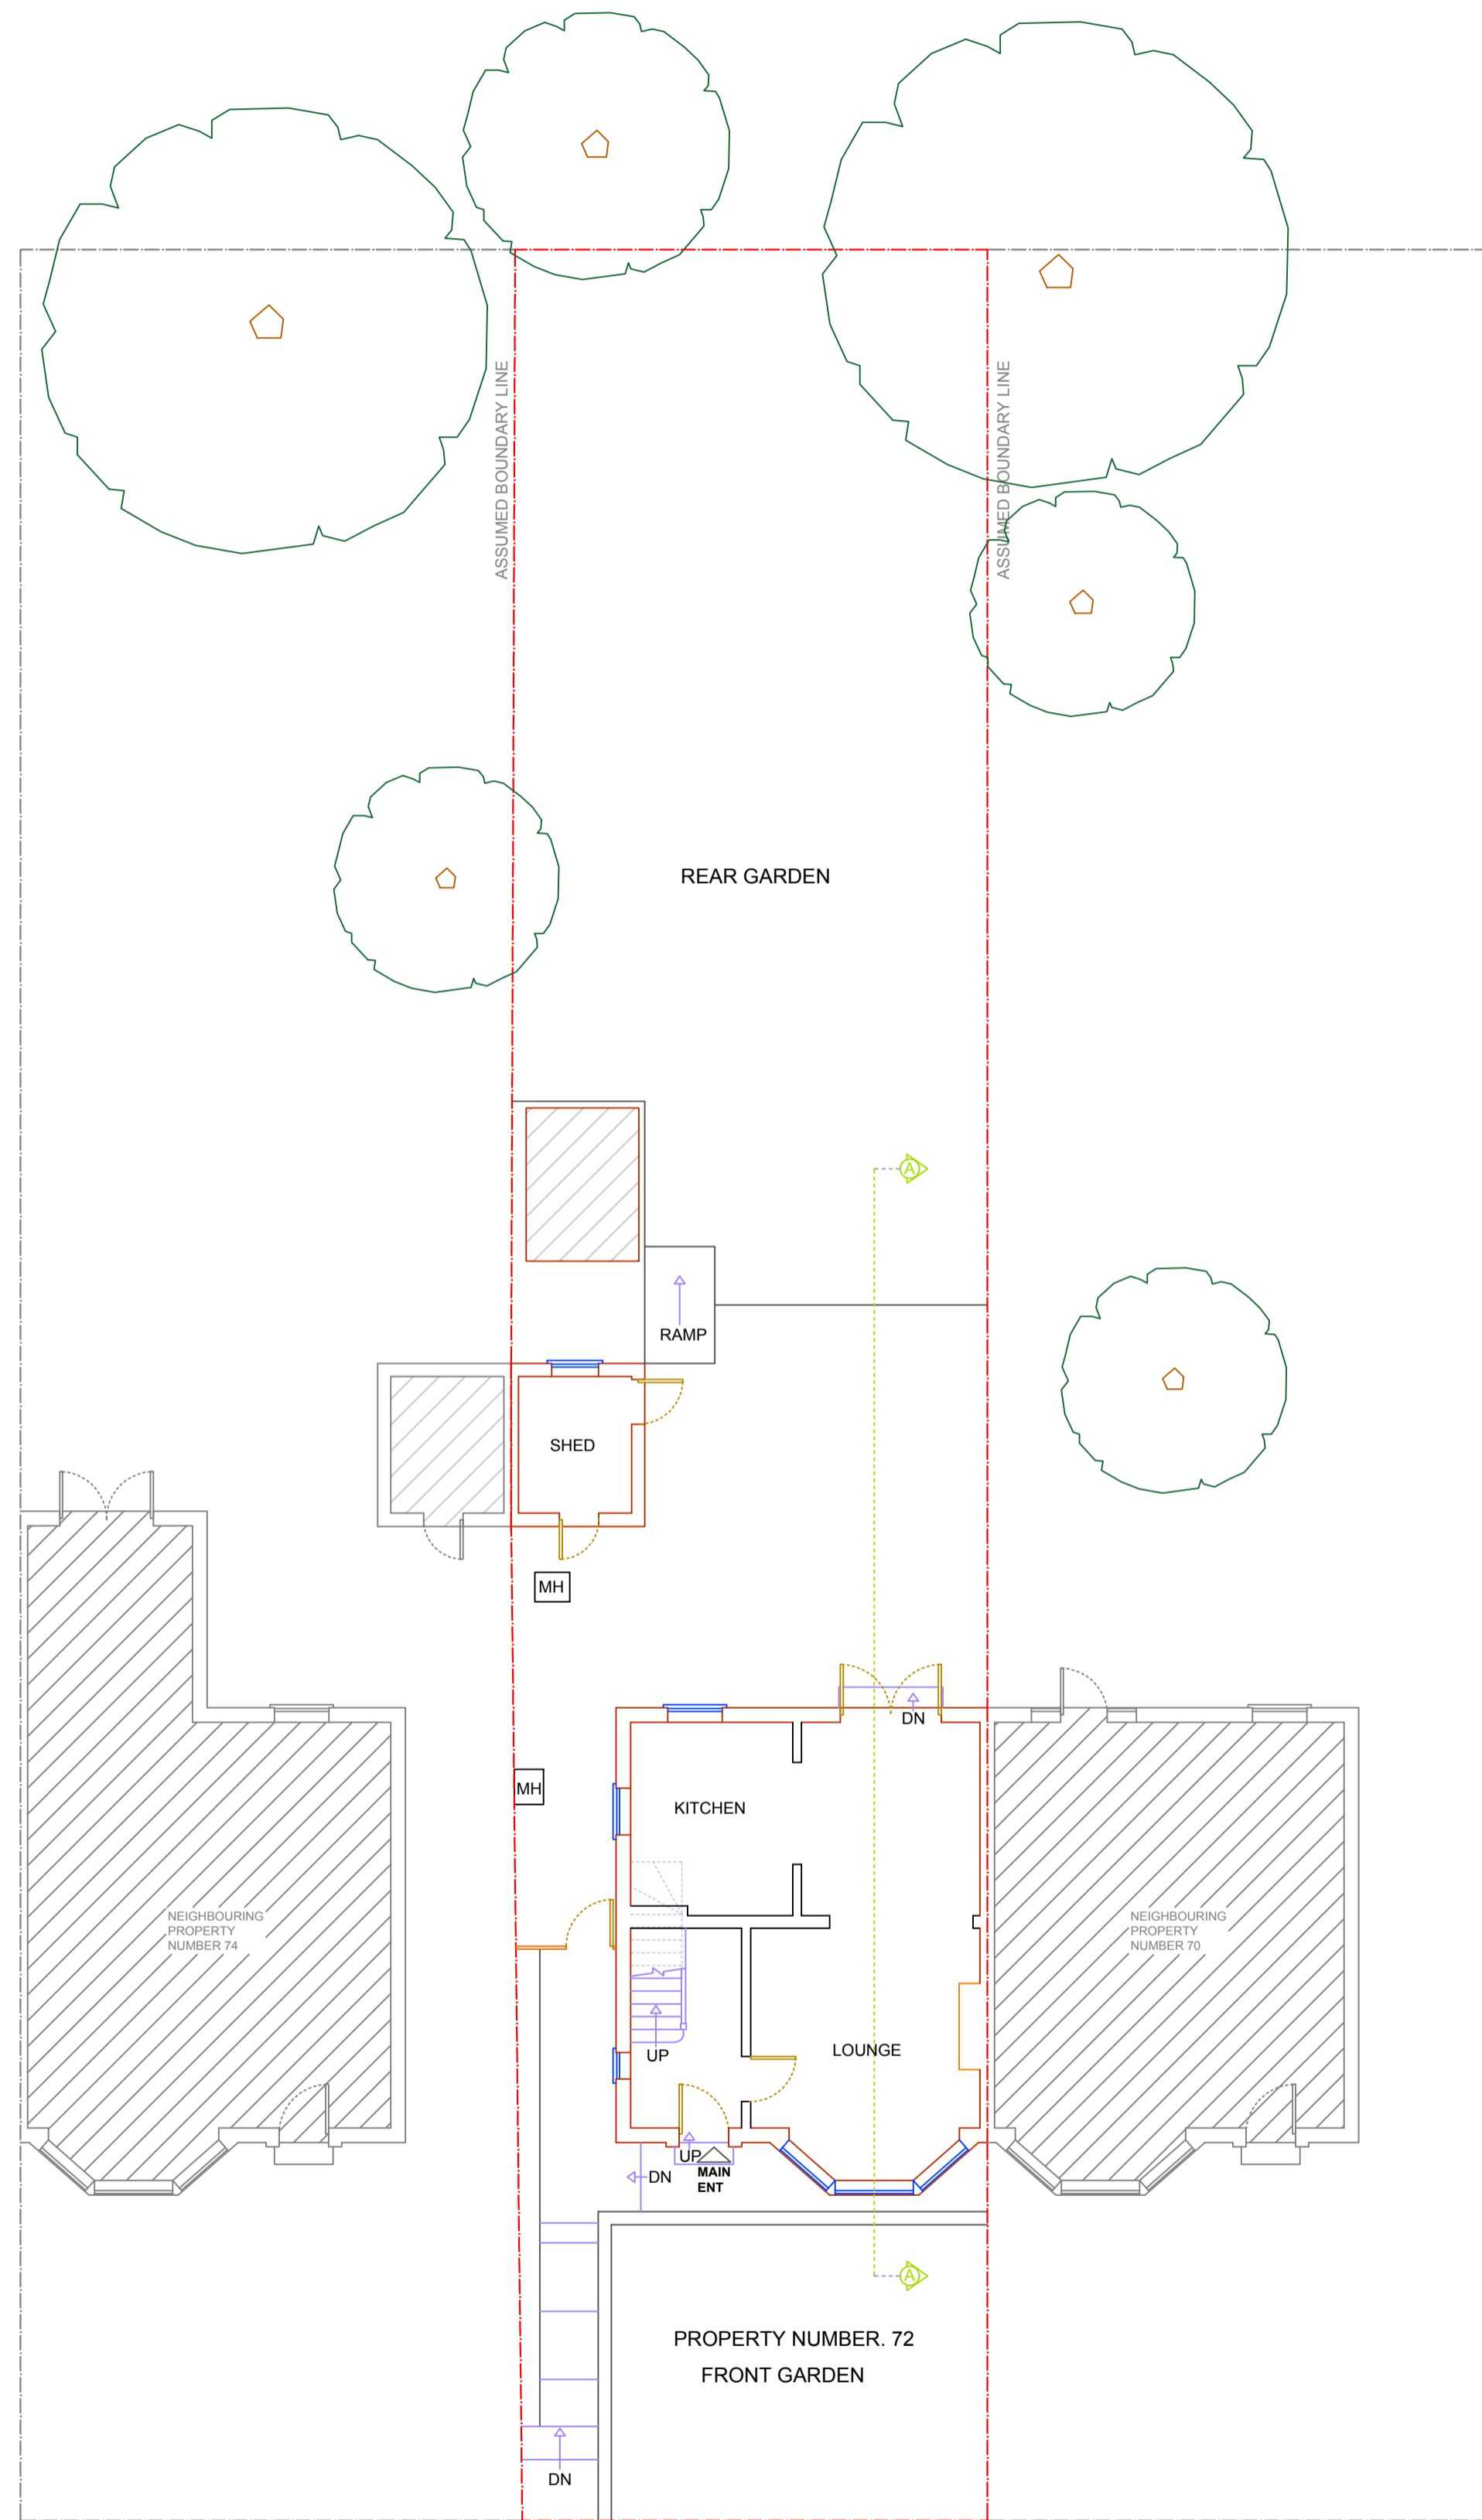 ASSUMED BOUNDARY LINE
ASSUMED BOUNDARY LINE
REAR GARDEN
A
RAMP
SHED
MH
DN
MH
KITCHEN
NEIGHBOURING
PROPERTY
NUMBER 74
NEIGHBOURING
PROPERTY
NUMBER 70
LOUNGE
UP
UP
DN
MAIN
ENT
A
PROPERTY NUMBER. 72
FRONT GARDEN
DN